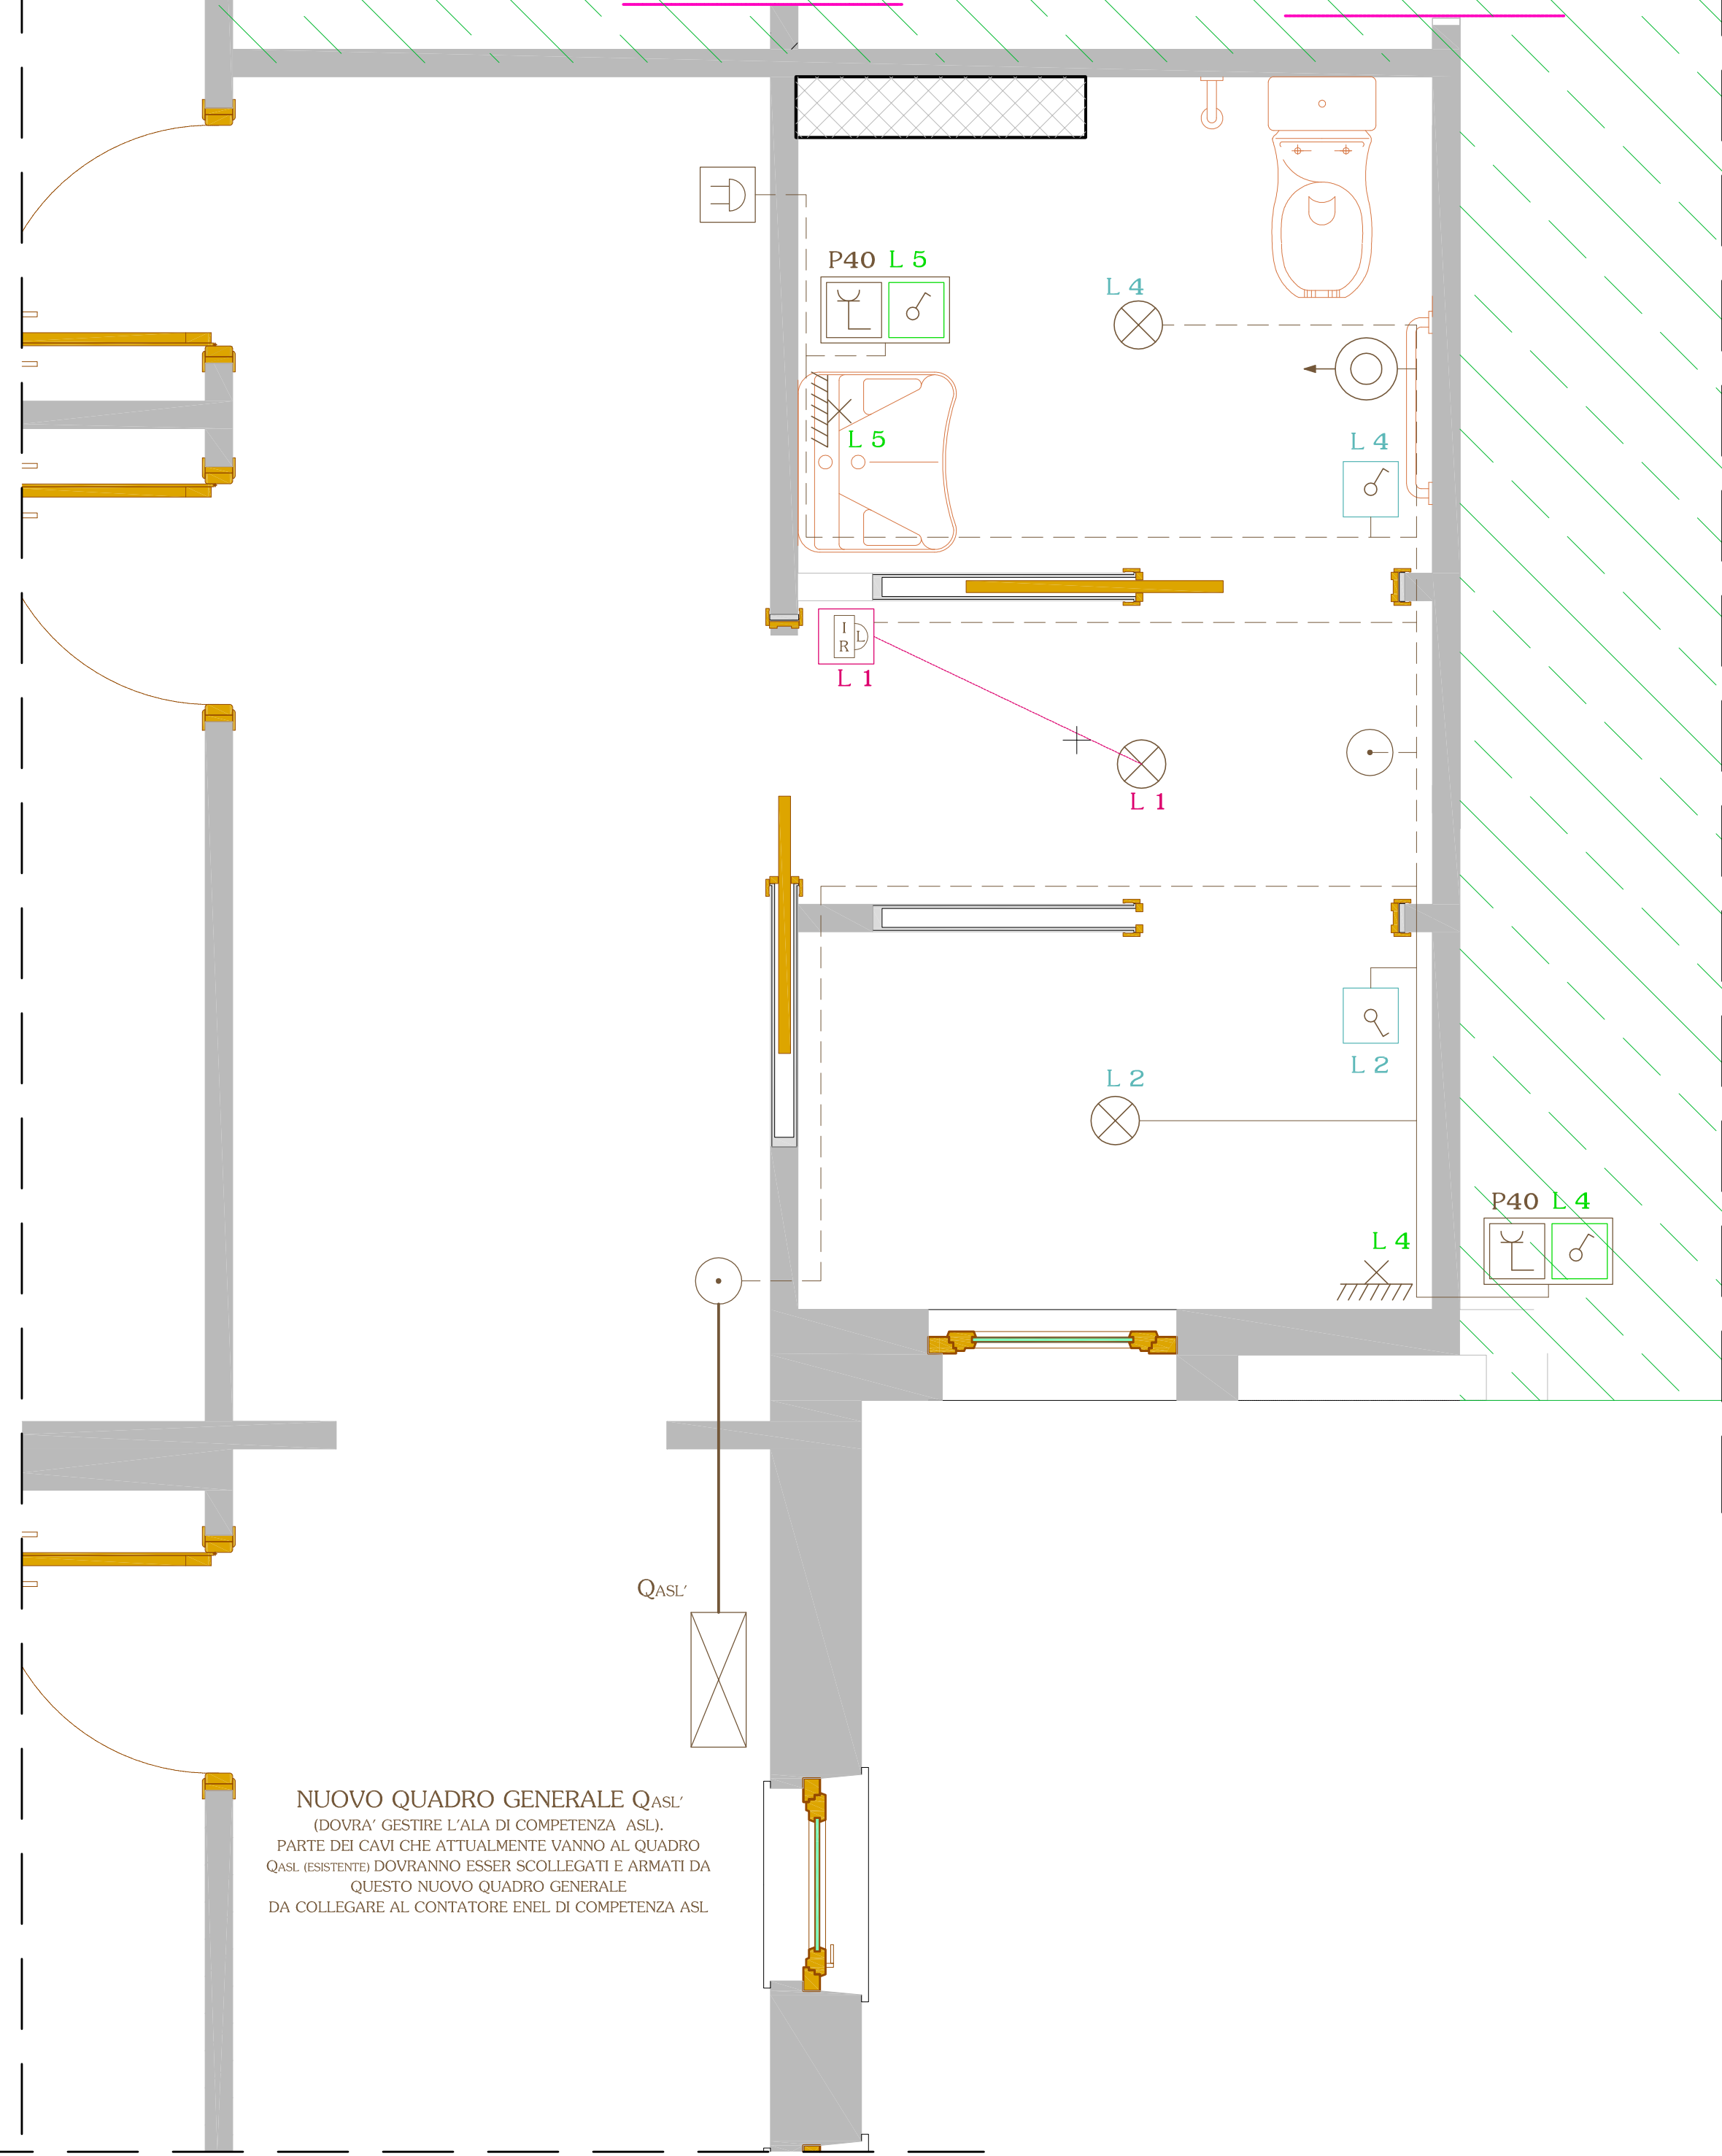 P40 L 5
L 4
L 5
L 4
I
R
L
L 1
L 1
L 2
L 2
P40 L 4
L 4
QASL'
NUOVO QUADRO GENERALE QASL'
(DOVRA' GESTIRE L'ALA DI COMPETENZA ASL).
PARTE DEI CAVI CHE ATTUALMENTE VANNO AL QUADRO
QASL (ESISTENTE) DOVRANNO ESSER SCOLLEGATI E ARMATI DA
QUESTO NUOVO QUADRO GENERALE
DA COLLEGARE AL CONTATORE ENEL DI COMPETENZA ASL